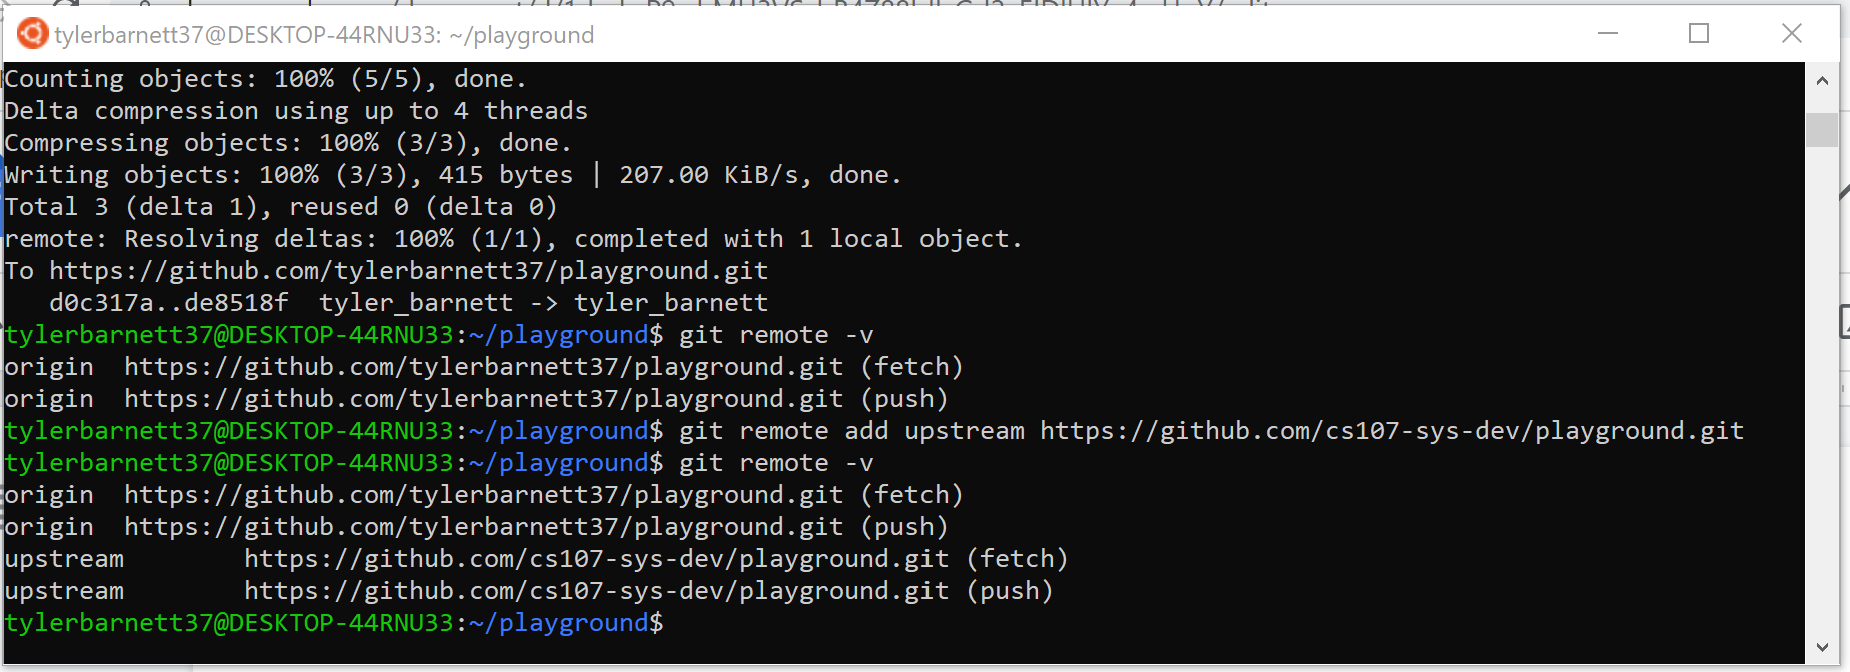 tylerbarnett37@DESKTOP-44RNU33: ~/playground
Counting objects: 100% (5/5), done.
Delta compression using up to 4 threads
Compressing objects: 100% (3/3), done.
Writing objects: 100% (3/3), 415 bytes | 207.00 KiB/s, done.
Total 3 (delta 1), reused 0 (delta 0)
remote: Resolving deltas: 100% (1/1), completed with 1 local object.
To https://github.com/tylerbarnett37/playground.git
   d0c317a..de8518f  tyler_barnett -> tyler_barnett
tylerbarnett37@DESKTOP-44RNU33:~/playground$ git remote -v
origin  https://github.com/tylerbarnett37/playground.git (fetch)
origin  https://github.com/tylerbarnett37/playground.git (push)
tylerbarnett37@DESKTOP-44RNU33:~/playground$ git remote add upstream https://github.com/cs107-sys-dev/playground.git
tylerbarnett37@DESKTOP-44RNU33:~/playground$ git remote -v
origin  https://github.com/tylerbarnett37/playground.git (fetch)
origin  https://github.com/tylerbarnett37/playground.git (push)
upstream        https://github.com/cs107-sys-dev/playground.git (fetch)
upstream        https://github.com/cs107-sys-dev/playground.git (push)
tylerbarnett37@DESKTOP-44RNU33:~/playground$